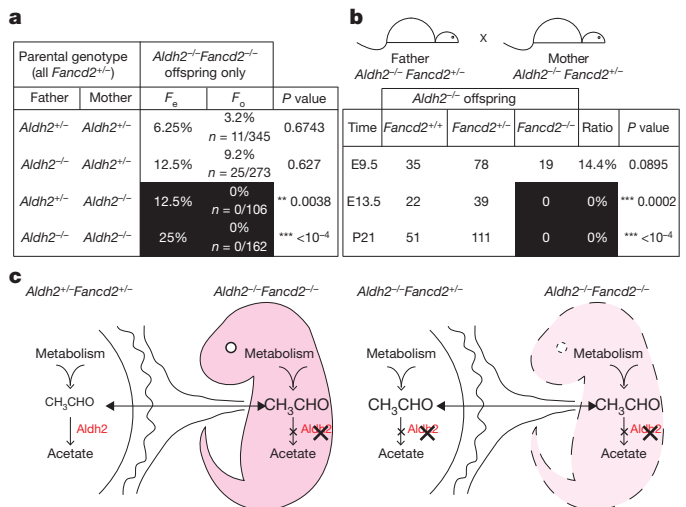 a
Parental genotype (all Fancd2+/−)
Aldh2−/−Fancd2−/− offspring only
Father Mother Fe Fo P value
Aldh2+/− Aldh2+/− 6.25% 3.2% n = 11/345 0.6743
Aldh2−/− Aldh2+/− 12.5% 9.2% n = 25/273 0.627
Aldh2+/− Aldh2−/− 12.5% 0% n = 0/106 ** 0.0038
Aldh2−/− Aldh2−/− 25% 0% n = 0/162 *** <10−4
b
x
Father Mother
Aldh2−/− Fancd2+/− Aldh2−/− Fancd2+/−
Aldh2−/− offspring
Time Fancd2+/+ Fancd2+/− Fancd2−/− Ratio P value
E9.5 35 78 19 14.4% 0.0895
E13.5 22 39 0 0% *** 0.0002
P21 51 111 0 0% *** <10−4
c
Aldh2+/−Fancd2+/− Aldh2−/−Fancd2−/−
Metabolism Metabolism
CH3CHO CH3CHO
Aldh2 Aldh2
Acetate Acetate
Aldh2−/−Fancd2+/− Aldh2−/−Fancd2−/−
Metabolism Metabolism
CH3CHO CH3CHO
Aldh2 Aldh2
Acetate Acetate